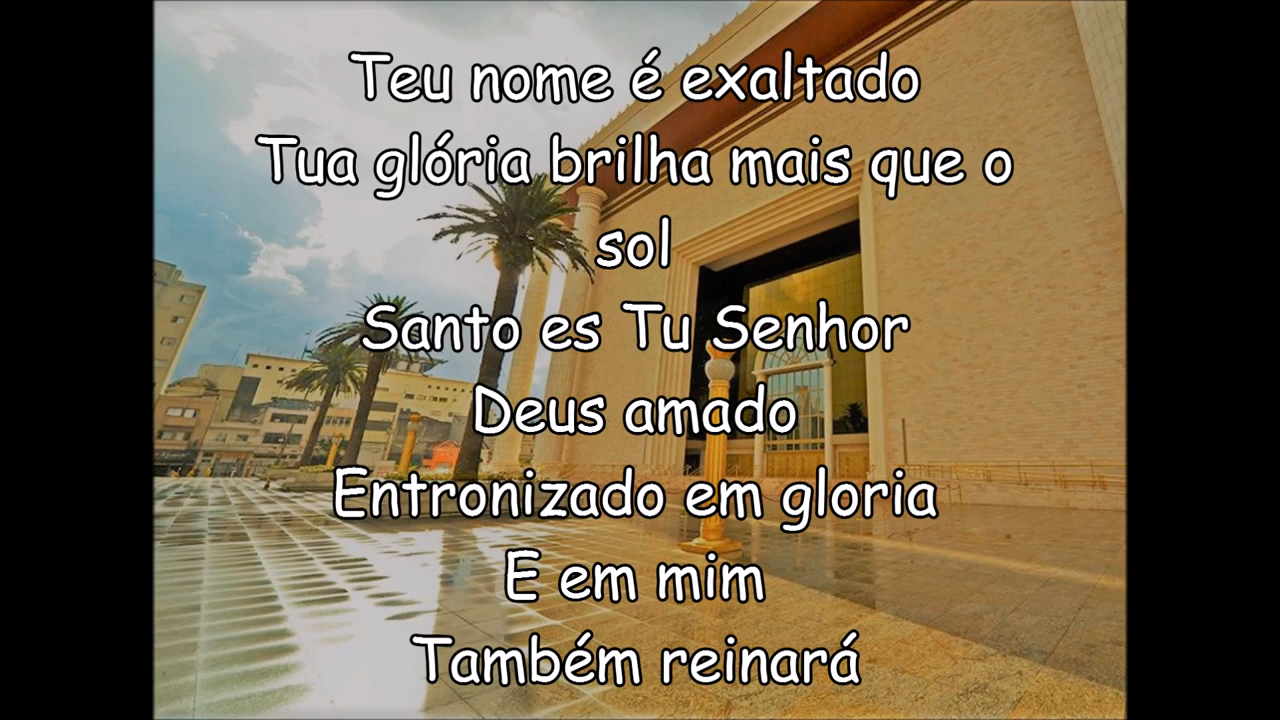 Teu nome é exaltado
Tua glória brilha mais que o
sol
Santo es Tu Senhor
Deus amado
Entronizado em gloria
E em mim
Também reinará